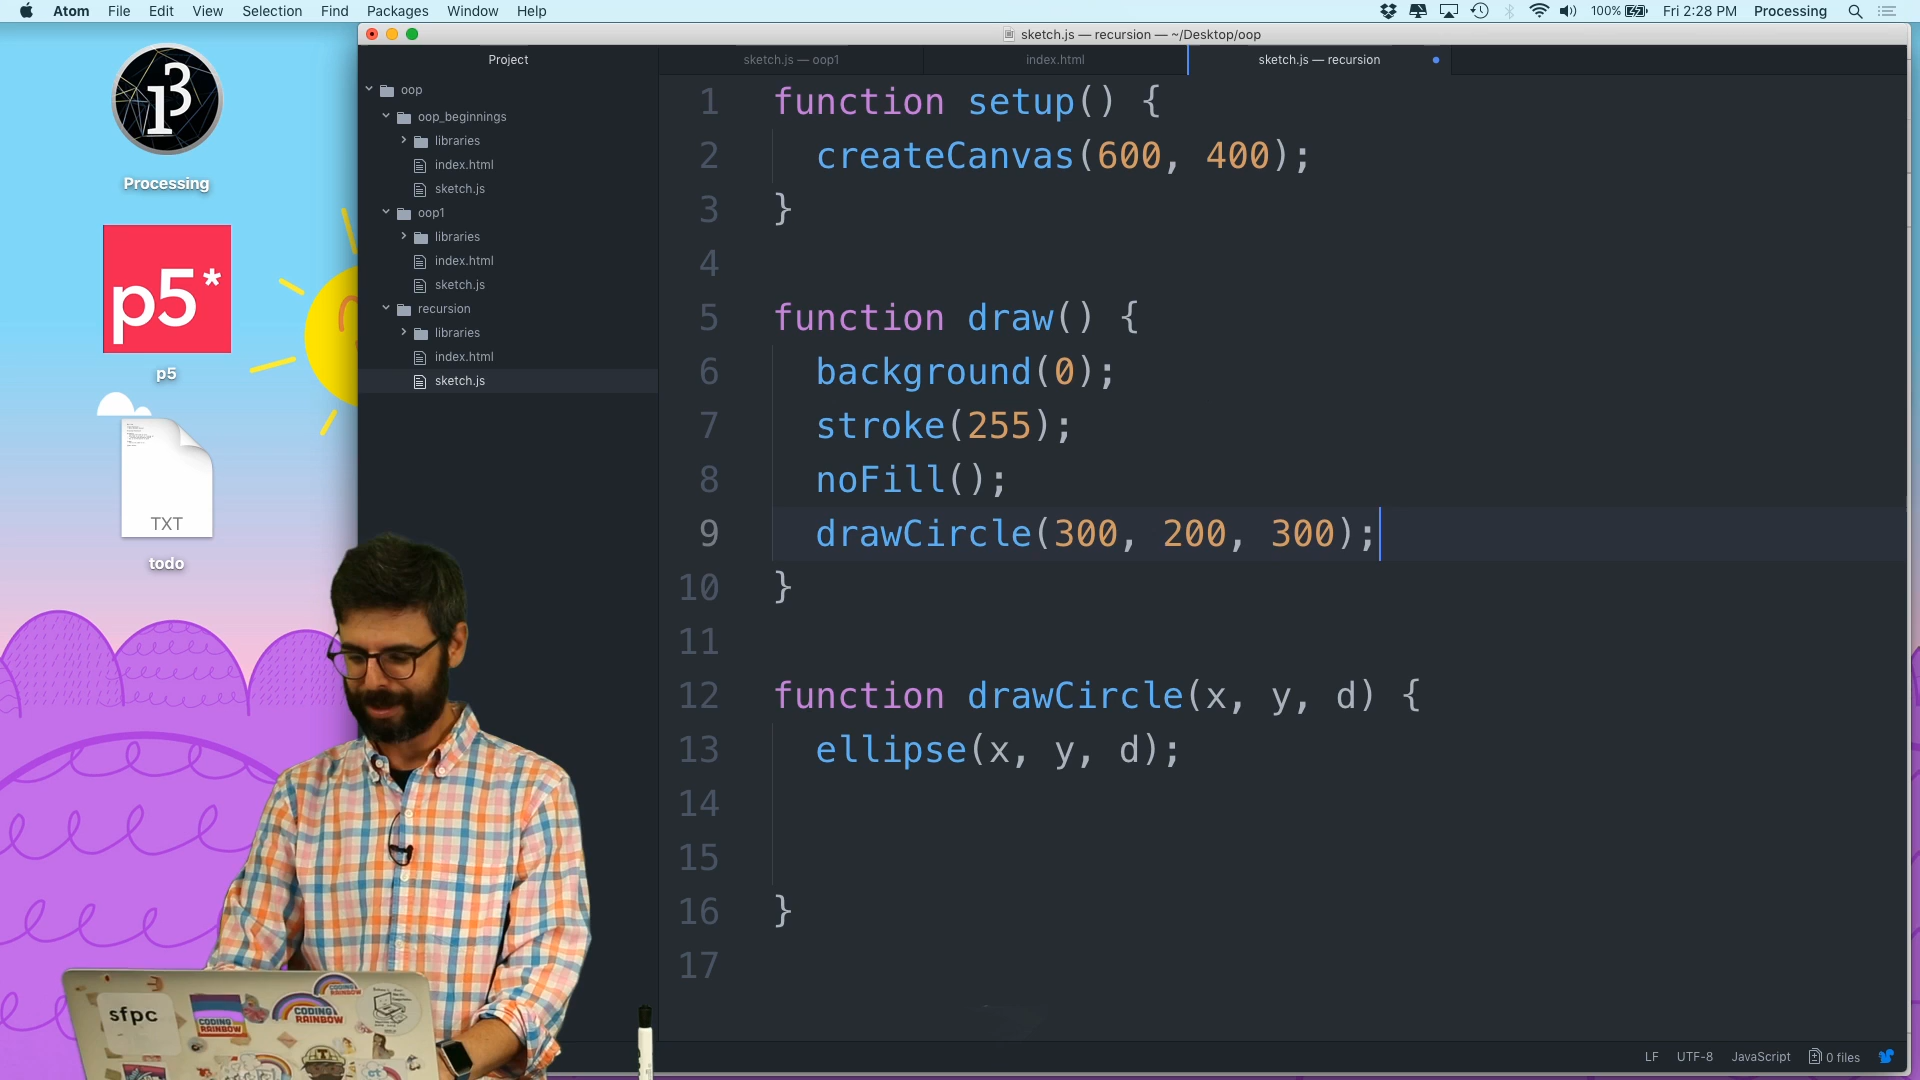 Atom File Edit View Selection Find Packages Window Help
100% Fri 2:28 PM Processing
sketch.js — recursion — ~/Desktop/oop
Project
sketch.js — oop1
index.html
sketch.js — recursion
Processing
p5*
p5
TXT
todo
oop
oop_beginnings
libraries
index.html
sketch.js
oop1
libraries
index.html
sketch.js
recursion
libraries
index.html
sketch.js
1 function setup() {
2 createCanvas(600, 400);
3 }
4
5 function draw() {
6 background(0);
7 stroke(255);
8 noFill();
9 drawCircle(300, 200, 300);
10 }
11
12 function drawCircle(x, y, d) {
13 ellipse(x, y, d);
14
15
16 }
17
sfpc
CODING
RAINBOW
CODING
RAINBOW
LF UTF-8 JavaScript 0 files